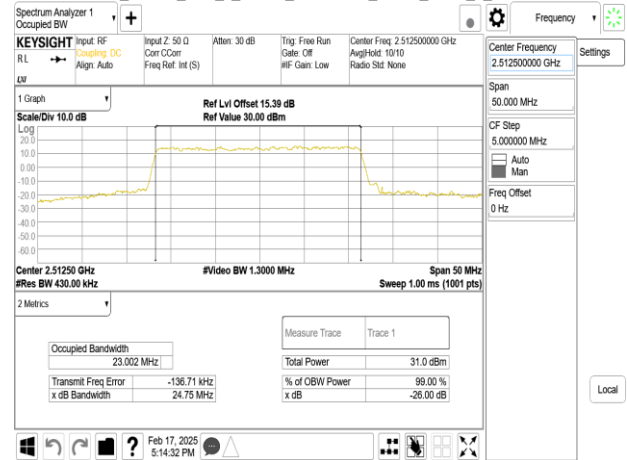 Spectrum Analyzer 1
Occupied BW
Frequency
KEYSIGHT
Input: RF
Input Z: 50 Ω
Atten: 30 dB
Trig: Free Run
Center Freq: 2.512500000 GHz
RL
Coupling: DC
Corr CCorr
Gate: Off
Avg|Hold: 10/10
Align: Auto
Freq Ref: Int (S)
#IF Gain: Low
Radio Std: None
LXI
Center Frequency
2.512500000 GHz
Settings
Span
50.000 MHz
CF Step
5.000000 MHz
Auto
Man
Freq Offset
0 Hz
Local
1 Graph
Ref Lvl Offset 15.39 dB
Scale/Div 10.0 dB
Ref Value 30.00 dBm
Log
20.0
10.0
0.00
-10.0
-20.0
-30.0
-40.0
-50.0
-60.0
Center 2.51250 GHz
#Video BW 1.3000 MHz
Span 50 MHz
#Res BW 430.00 kHz
Sweep 1.00 ms (1001 pts)
2 Metrics
Measure Trace
Trace 1
Occupied Bandwidth
23.002 MHz
Total Power
31.0 dBm
Transmit Freq Error
-136.71 kHz
% of OBW Power
99.00 %
x dB Bandwidth
24.75 MHz
x dB
-26.00 dB
?
Feb 17, 2025
5:14:32 PM